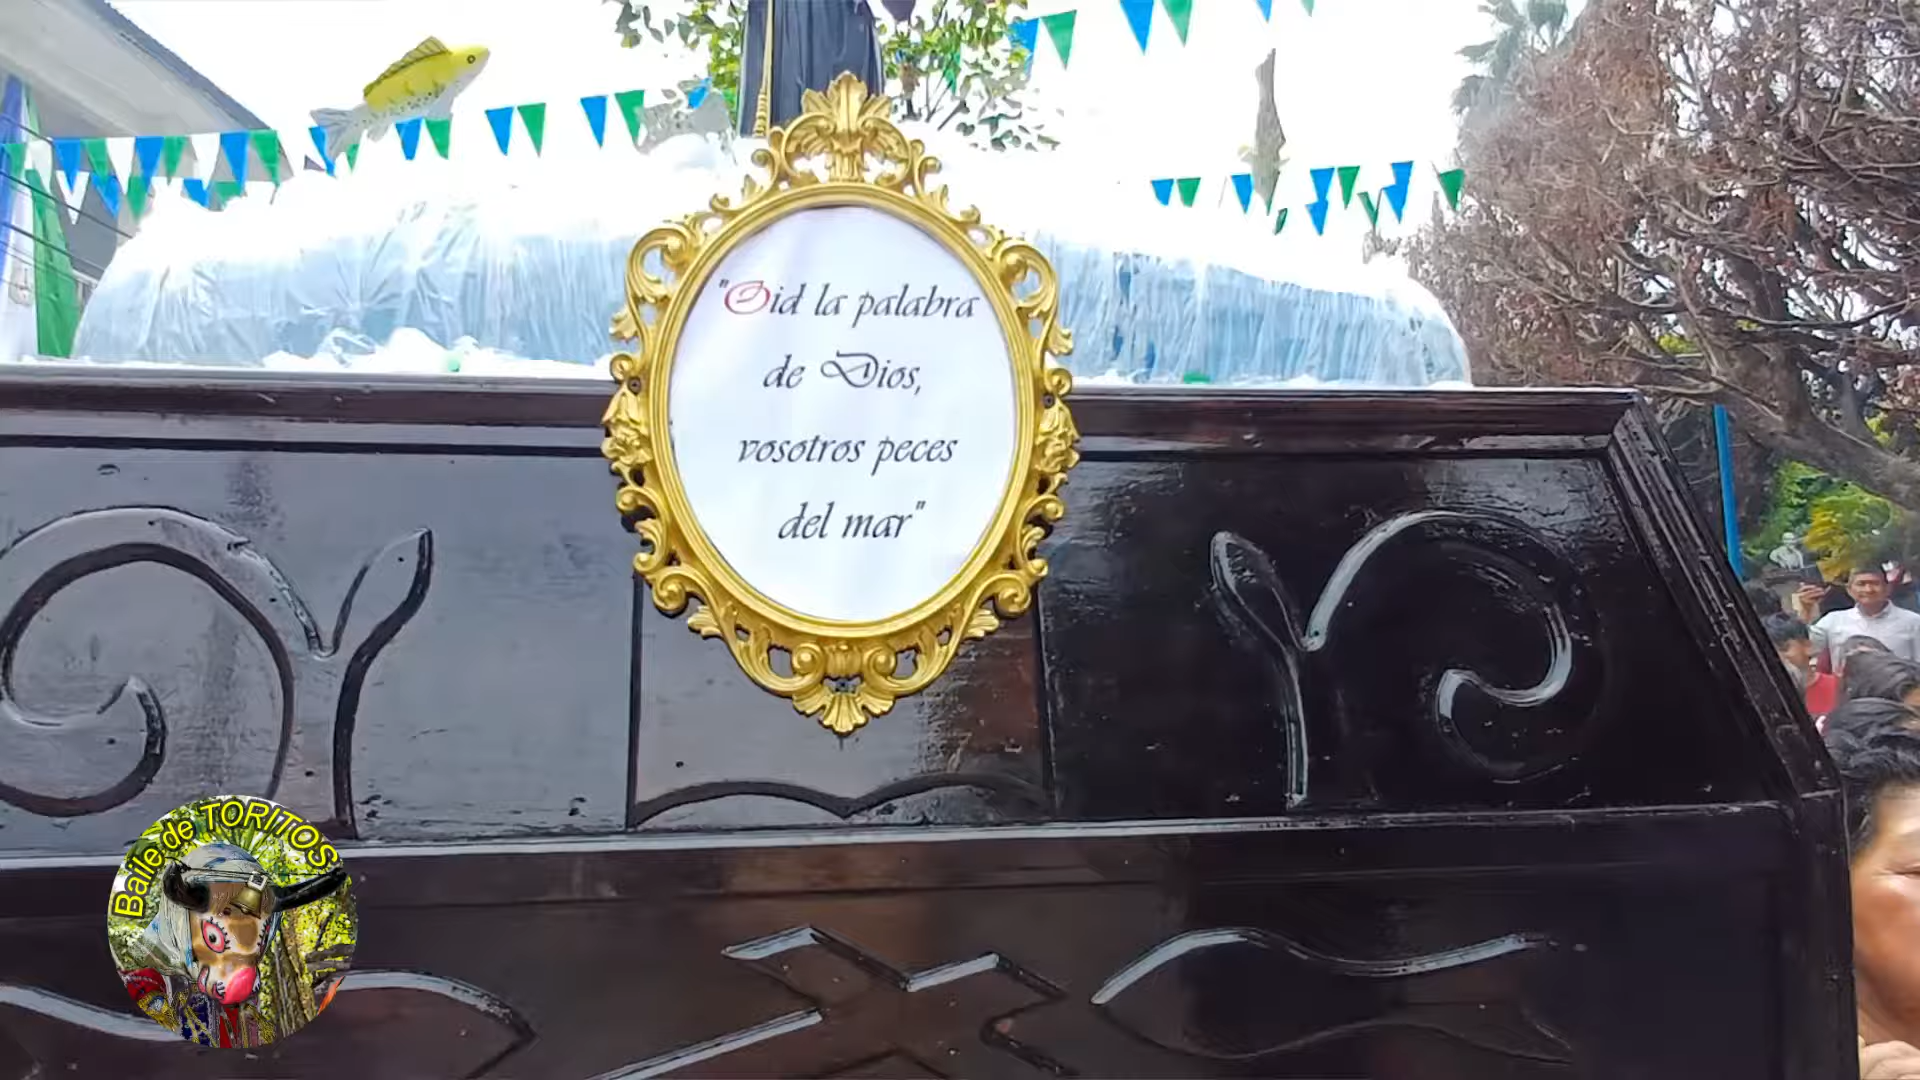 "Oid la palabra
de Dios,
vosotros peces
del mar"
Baile de TORITOS